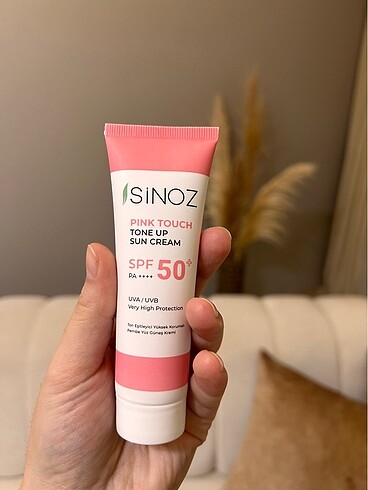 SiNOZ
PINK TOUCH
TONE UP
SUN CREAM
SPF 50+
PA ++++
UVA / UVB
Very High Protection
Ton Eşitleyici Yüksek Korumalı
Pembe Yüz Güneş Kremi